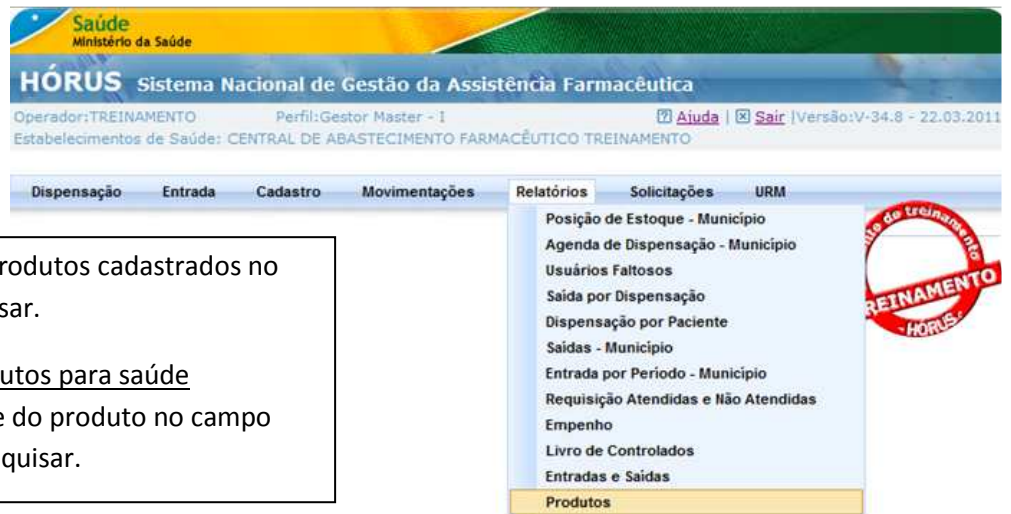 Saúde
Ministério da Saúde
HÓRUS Sistema Nacional de Gestão da Assistência Farmacêutica
Operador:TREINAMENTO Perfil:Gestor Master - I Ajuda | Sair |Versão:V-34.8 - 22.03.2011
Estabelecimentos de Saúde: CENTRAL DE ABASTECIMENTO FARMACÊUTICO TREINAMENTO
Dispensação Entrada Cadastro Movimentações Relatórios Solicitações URM
Posição de Estoque - Município
Agenda de Dispensação - Município
Usuários Faltosos
Saída por Dispensação
Dispensação por Paciente
Saídas - Município
Entrada por Período - Município
Requisição Atendidas e Não Atendidas
Empenho
Livro de Controlados
Entradas e Saídas
Produtos
rodutos cadastrados no
sar.
utos para saúde
e do produto no campo
quisar.
do treinamento
TREINAMENTO
- HÓRUS -